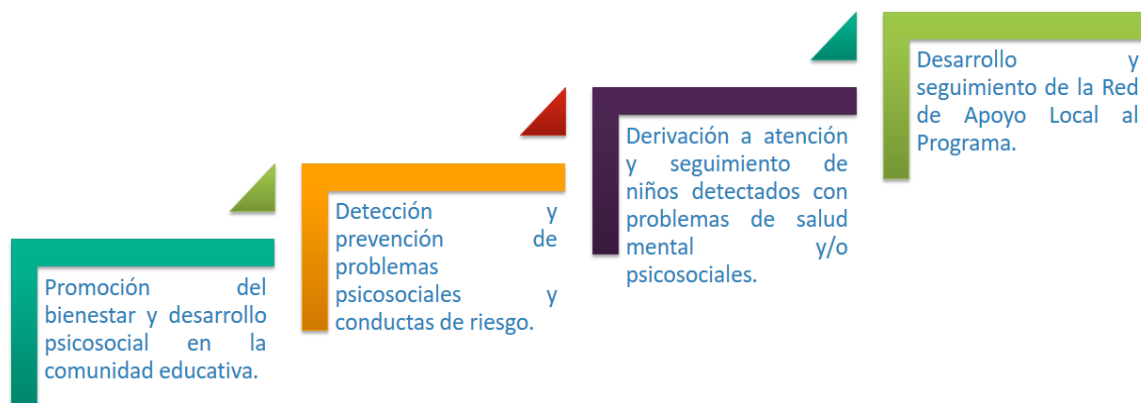 Promoción del
bienestar y desarrollo
psicosocial en la
comunidad educativa.
Detección y
prevención de
problemas
psicosociales y
conductas de riesgo.
Derivación a atención
y seguimiento de
niños detectados con
problemas de salud
mental y/o
psicosociales.
Desarrollo y
seguimiento de la Red
de Apoyo Local al
Programa.